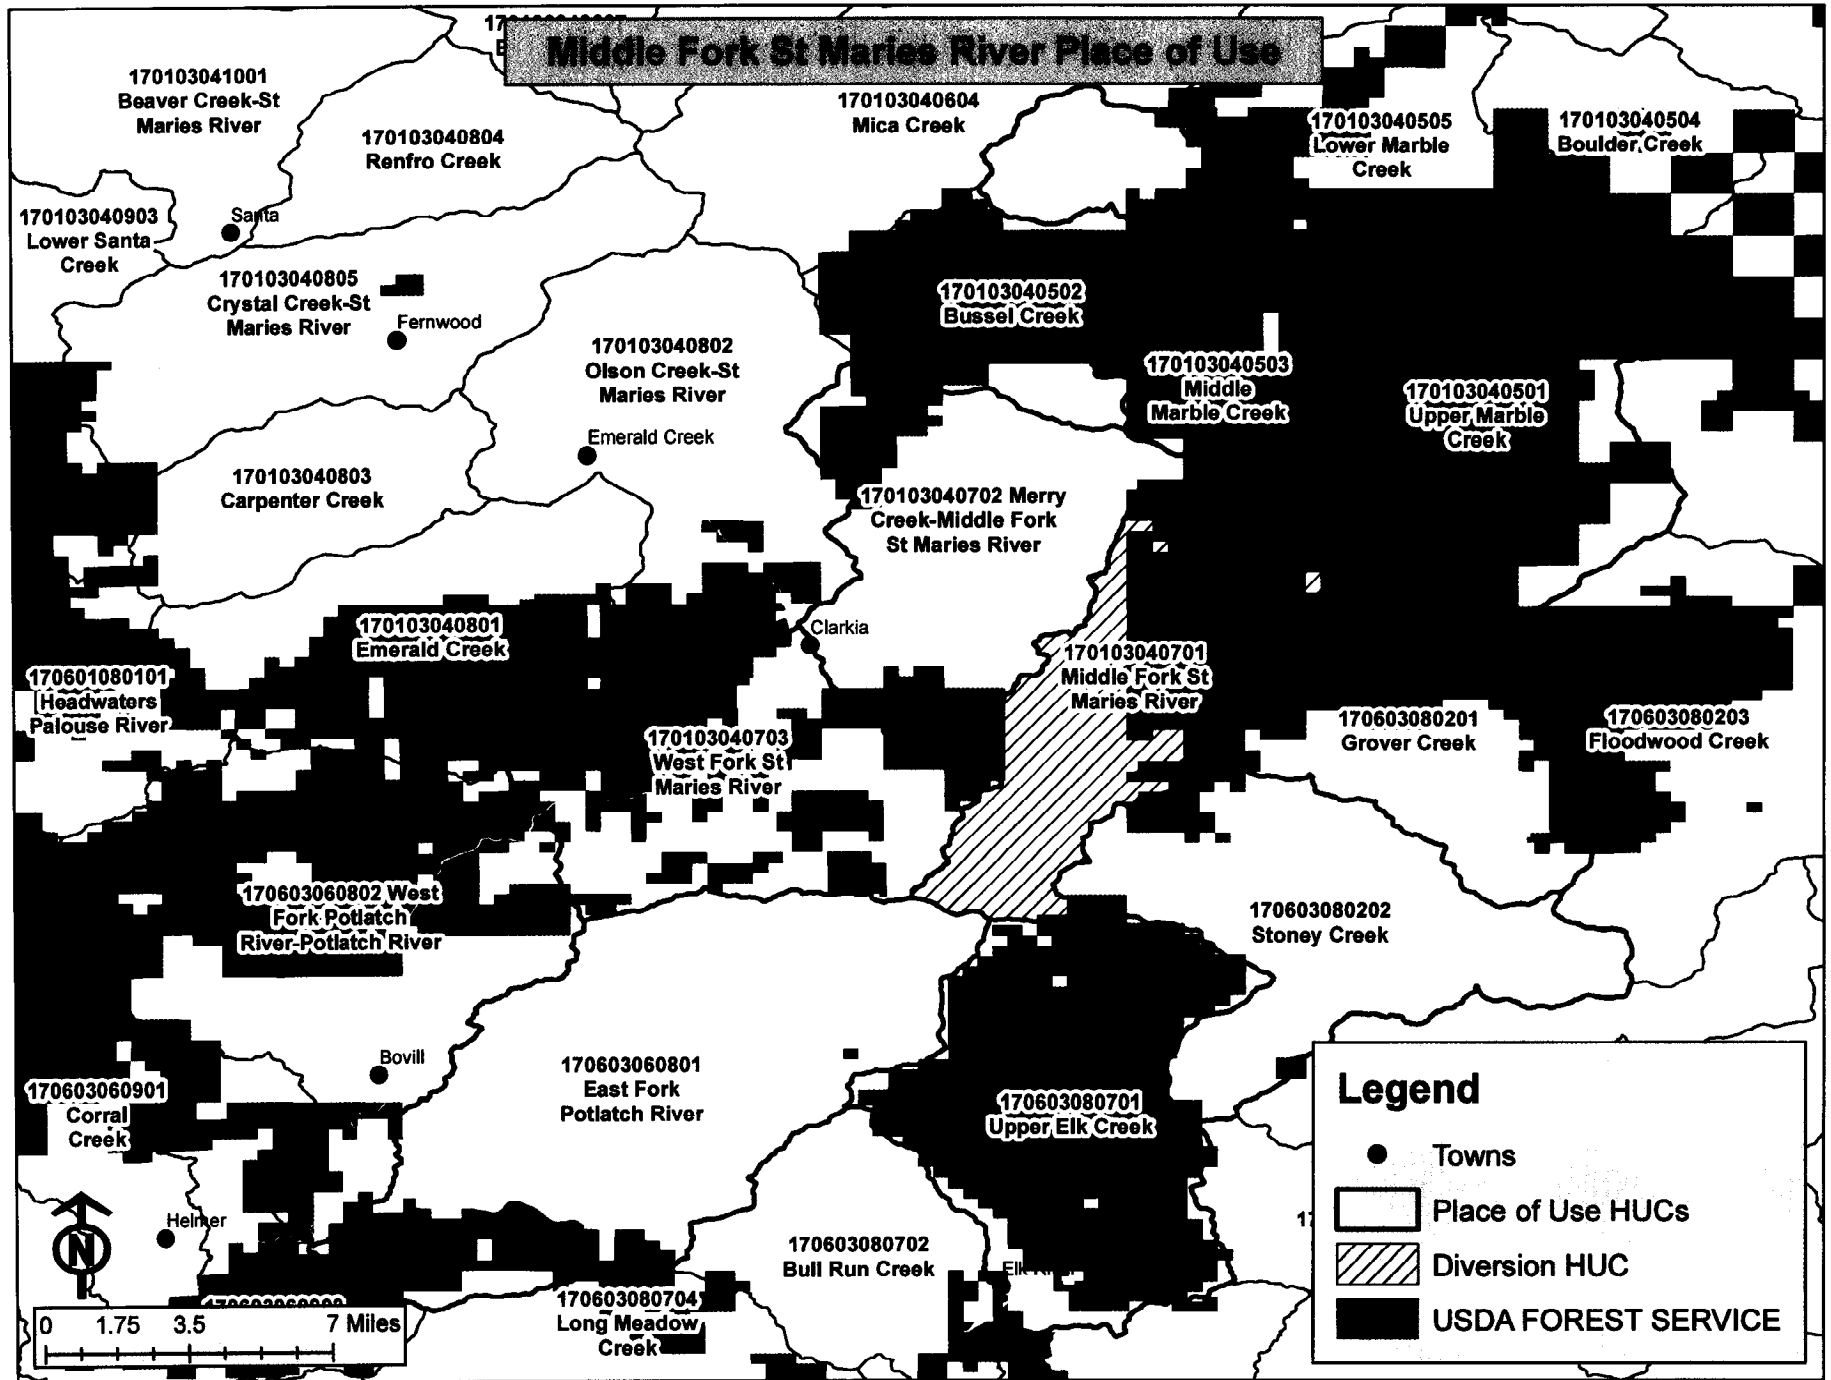 Middle Fork St Maries River Place of Use
170103041001
Beaver Creek-St
Maries River
170103040804
Renfro Creek
170103040604
Mica Creek
170103040505
Lower Marble
Creek
170103040504
Boulder Creek
170103040903
Lower Santa
Creek
Santa
170103040805
Crystal Creek-St
Maries River
Fernwood
170103040502
Bussel Creek
170103040802
Olson Creek-St
Maries River
170103040503
Middle
Marble Creek
170103040501
Upper Marble
Creek
Emerald Creek
170103040803
Carpenter Creek
170103040702 Merry
Creek-Middle Fork
St Maries River
170103040801
Emerald Creek
Clarkia
170103040701
Middle Fork St
Maries River
170601080101
Headwaters
Palouse River
170103040703
West Fork St
Maries River
170603080201
Grover Creek
170603080203
Floodwood Creek
170603060802 West
Fork Potlatch
River-Potlatch River
170603080202
Stoney Creek
Bovill
170603060801
East Fork
Potlatch River
170603060901
Corral
Creek
170603080701
Upper Elk Creek
Helmer
N
170603080702
Bull Run Creek
170603080704
Long Meadow
Creek
0 1.75 3.5 7 Miles
Legend
Towns
Place of Use HUCs
Diversion HUC
USDA FOREST SERVICE